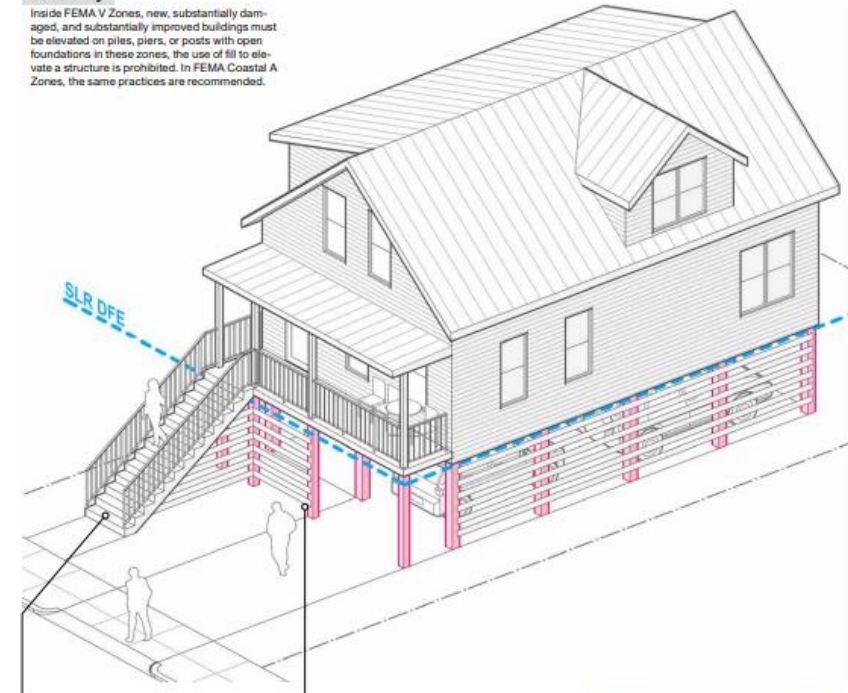 Inside FEMA V Zones, new, substantially dam-
aged, and substantially improved buildings must
be elevated on piles, piers, or posts with open
foundations in these zones, the use of fill to ele-
vate a structure is prohibited. In FEMA Coastal A
Zones, the same practices are recommended.
SLR DFE